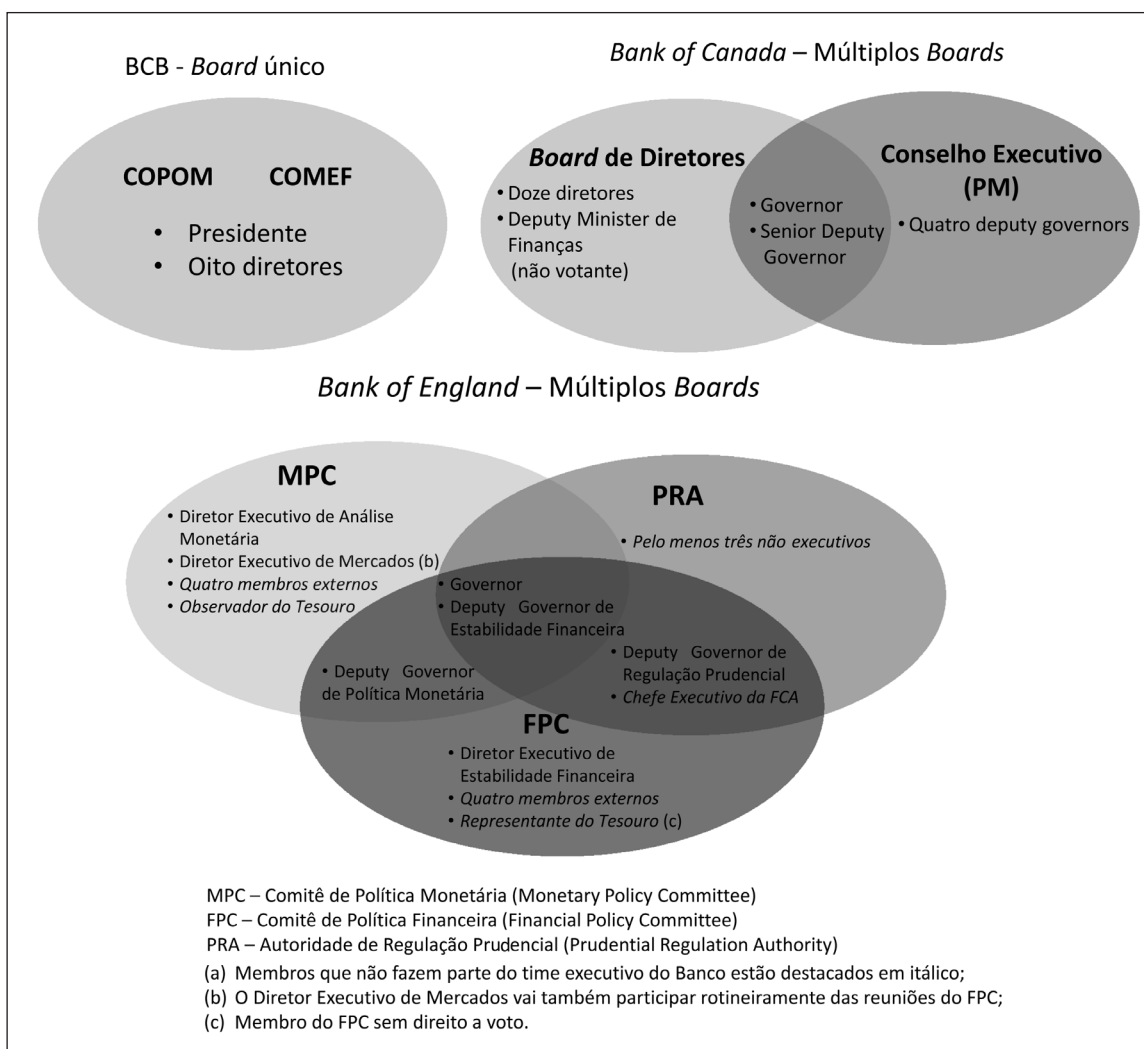 BCB - Board único
COPOM COMEF
• Presidente
• Oito diretores
Bank of Canada – Múltiplos Boards
Board de Diretores
• Doze diretores
• Deputy Minister de
Finanças
(não votante)
• Governor
• Senior Deputy
Governor
Conselho Executivo
(PM)
• Quatro deputy governors
Bank of England – Múltiplos Boards
MPC
• Diretor Executivo de Análise
Monetária
• Diretor Executivo de Mercados (b)
• Quatro membros externos
• Observador do Tesouro
PRA
• Pelo menos três não executivos
• Governor
• Deputy Governor de
Estabilidade Financeira
• Deputy Governor
de Política Monetária
• Deputy Governor de
Regulação Prudencial
• Chefe Executivo da FCA
FPC
• Diretor Executivo de
Estabilidade Financeira
• Quatro membros externos
• Representante do Tesouro (c)
MPC – Comitê de Política Monetária (Monetary Policy Committee)
FPC – Comitê de Política Financeira (Financial Policy Committee)
PRA – Autoridade de Regulação Prudencial (Prudential Regulation Authority)
(a) Membros que não fazem parte do time executivo do Banco estão destacados em itálico;
(b) O Diretor Executivo de Mercados vai também participar rotineiramente das reuniões do FPC;
(c) Membro do FPC sem direito a voto.